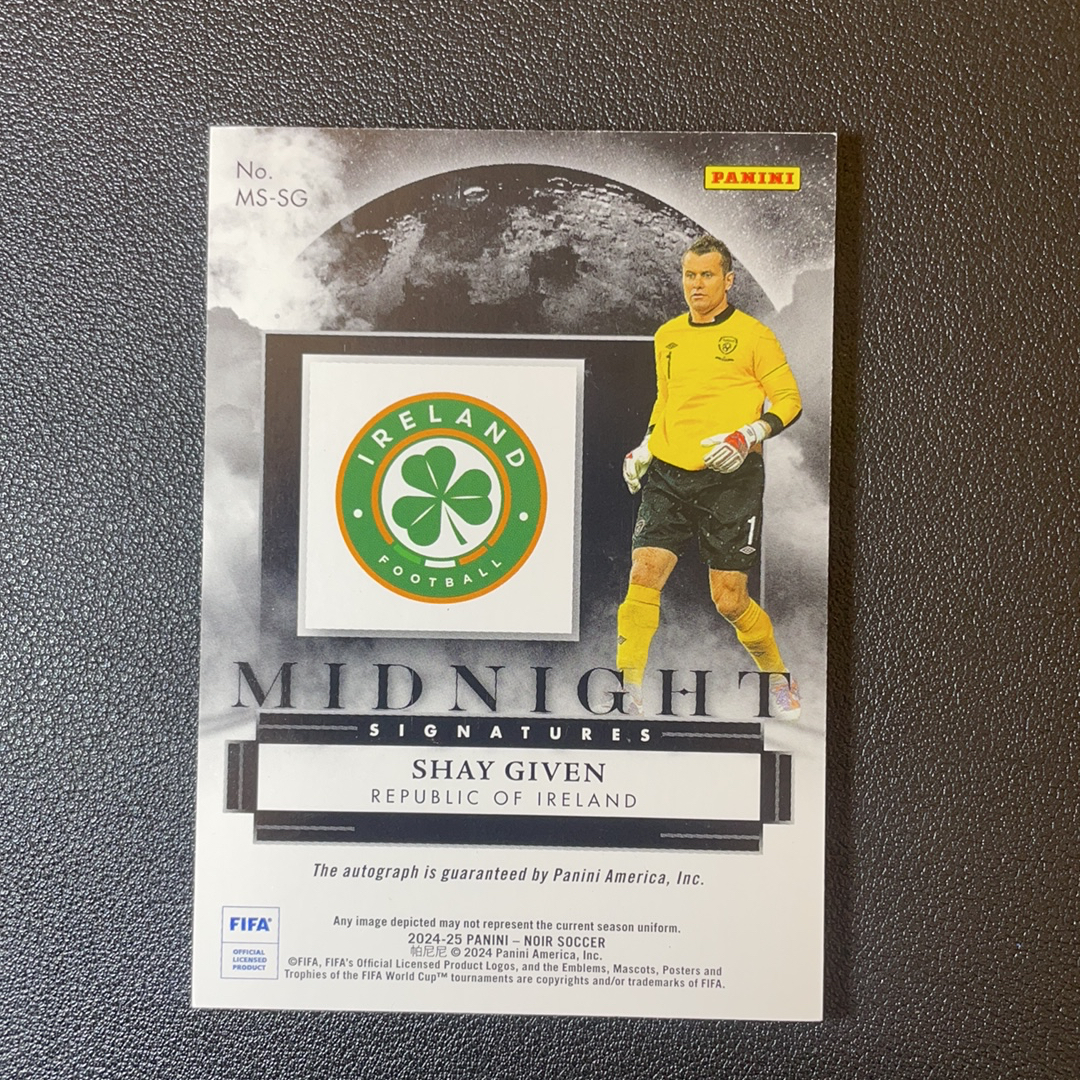 No.
MS-SG
PANINI
1
IRELAND
FOOTBALL
1
MIDNIGHT
SIGNATURES
SHAY GIVEN
REPUBLIC OF IRELAND
The autograph is guaranteed by Panini America, Inc.
FIFA®
OFFICIAL
LICENSED
PRODUCT
Any image depicted may not represent the current season uniform.
2024-25 PANINI – NOIR SOCCER
帕尼尼 © 2024 Panini America, Inc.
©FIFA, FIFA's Official Licensed Product Logos, and the Emblems, Mascots, Posters and
Trophies of the FIFA World Cup™ tournaments are copyrights and/or trademarks of FIFA.